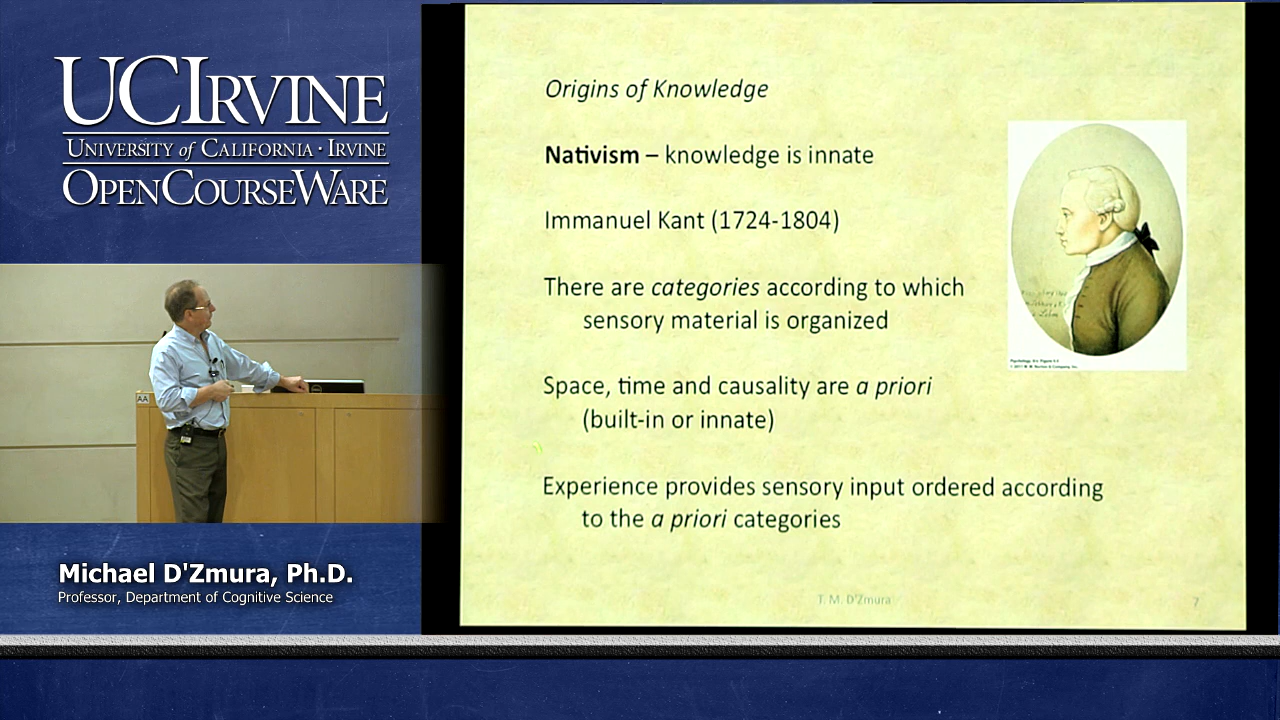 UCIRVINE
UNIVERSITY of CALIFORNIA · IRVINE
OPENCOURSEWARE
Origins of Knowledge
Nativism – knowledge is innate
Immanuel Kant (1724-1804)
There are categories according to which
sensory material is organized
Space, time and causality are a priori
(built-in or innate)
Experience provides sensory input ordered according
to the a priori categories
T. M. D'Zmura
7
AA
Michael D'Zmura, Ph.D.
Professor, Department of Cognitive Science